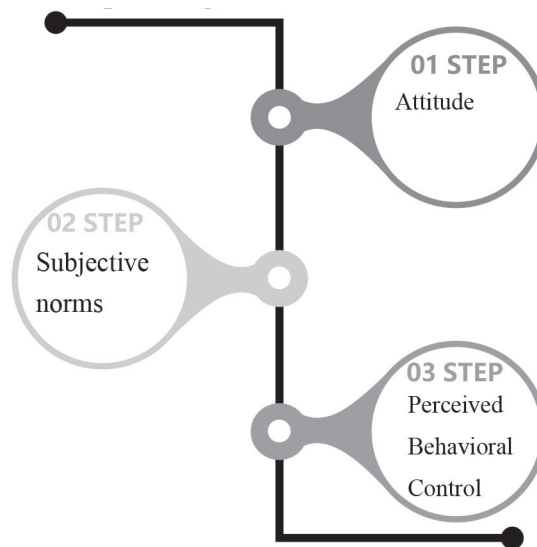 01 STEP
Attitude
02 STEP
Subjective
norms
03 STEP
Perceived
Behavioral
Control